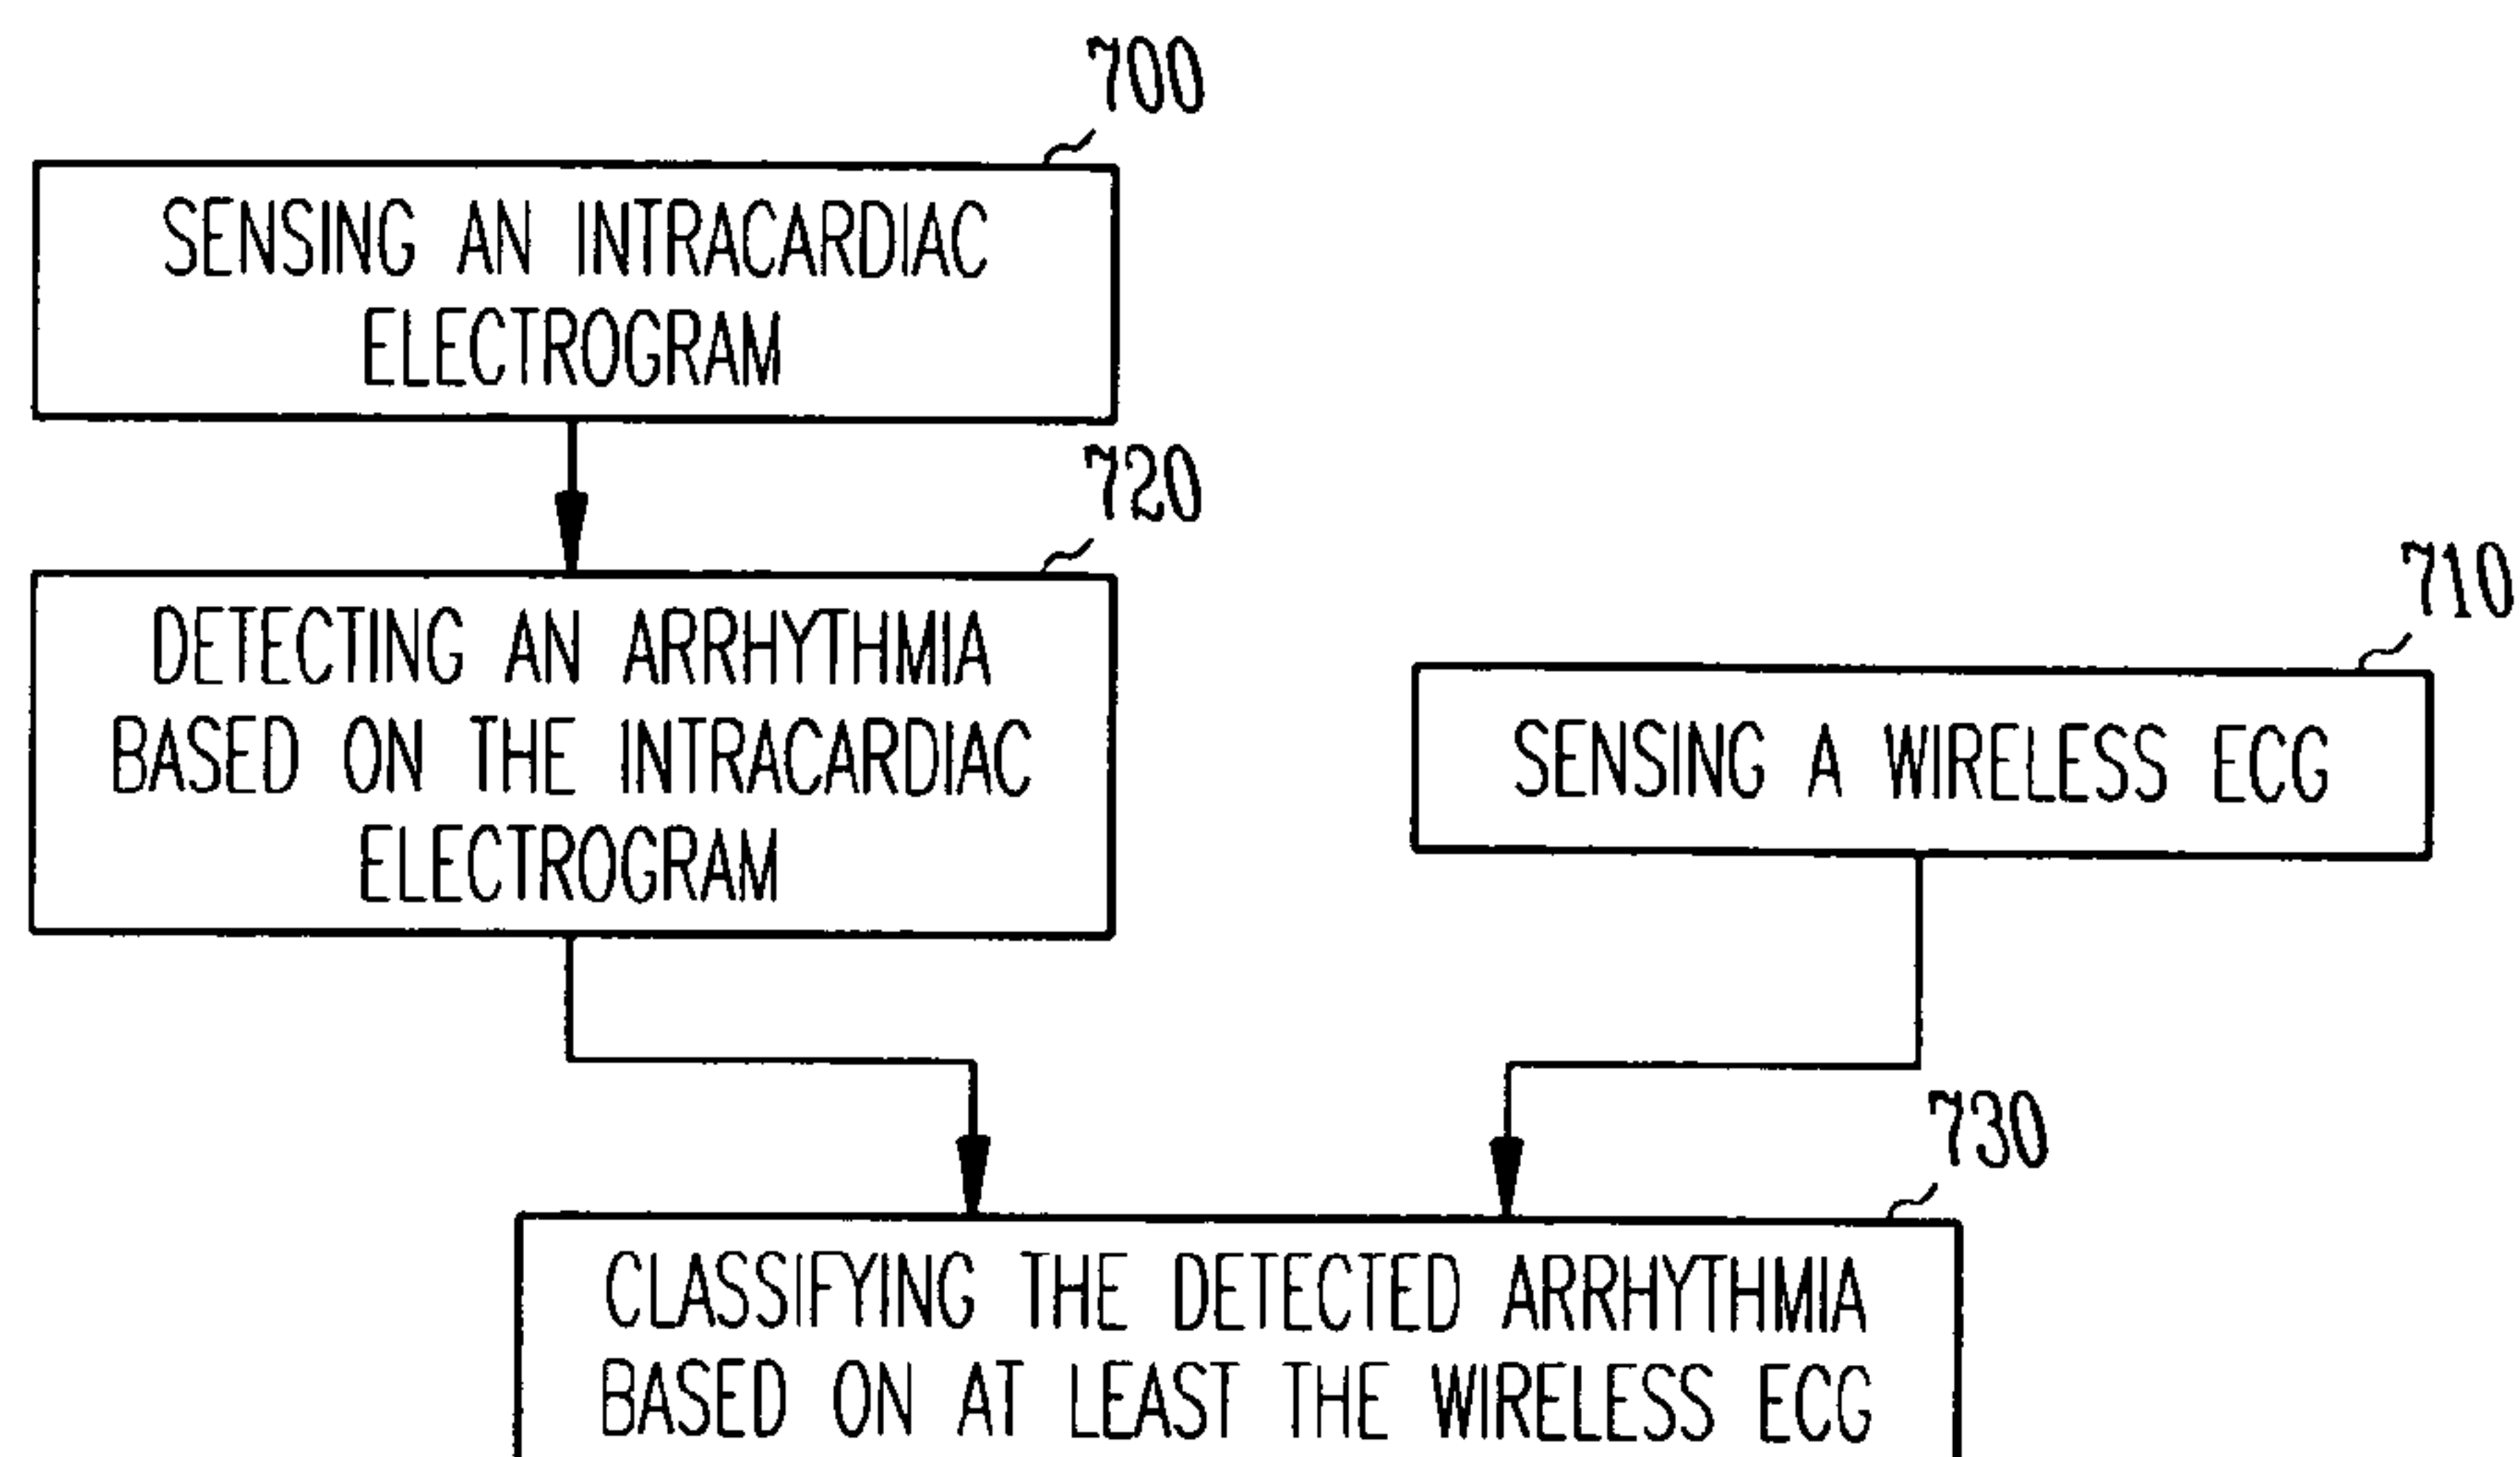 700
SENSING AN INTRACARDIAC
ELECTROGRAM
720
DETECTING AN ARRHYTHMIA
BASED ON THE INTRACARDIAC
ELECTROGRAM
710
SENSING A WIRELESS ECG
730
CLASSIFYING THE DETECTED ARRHYTHMIA
BASED ON AT LEAST THE WIRELESS ECG